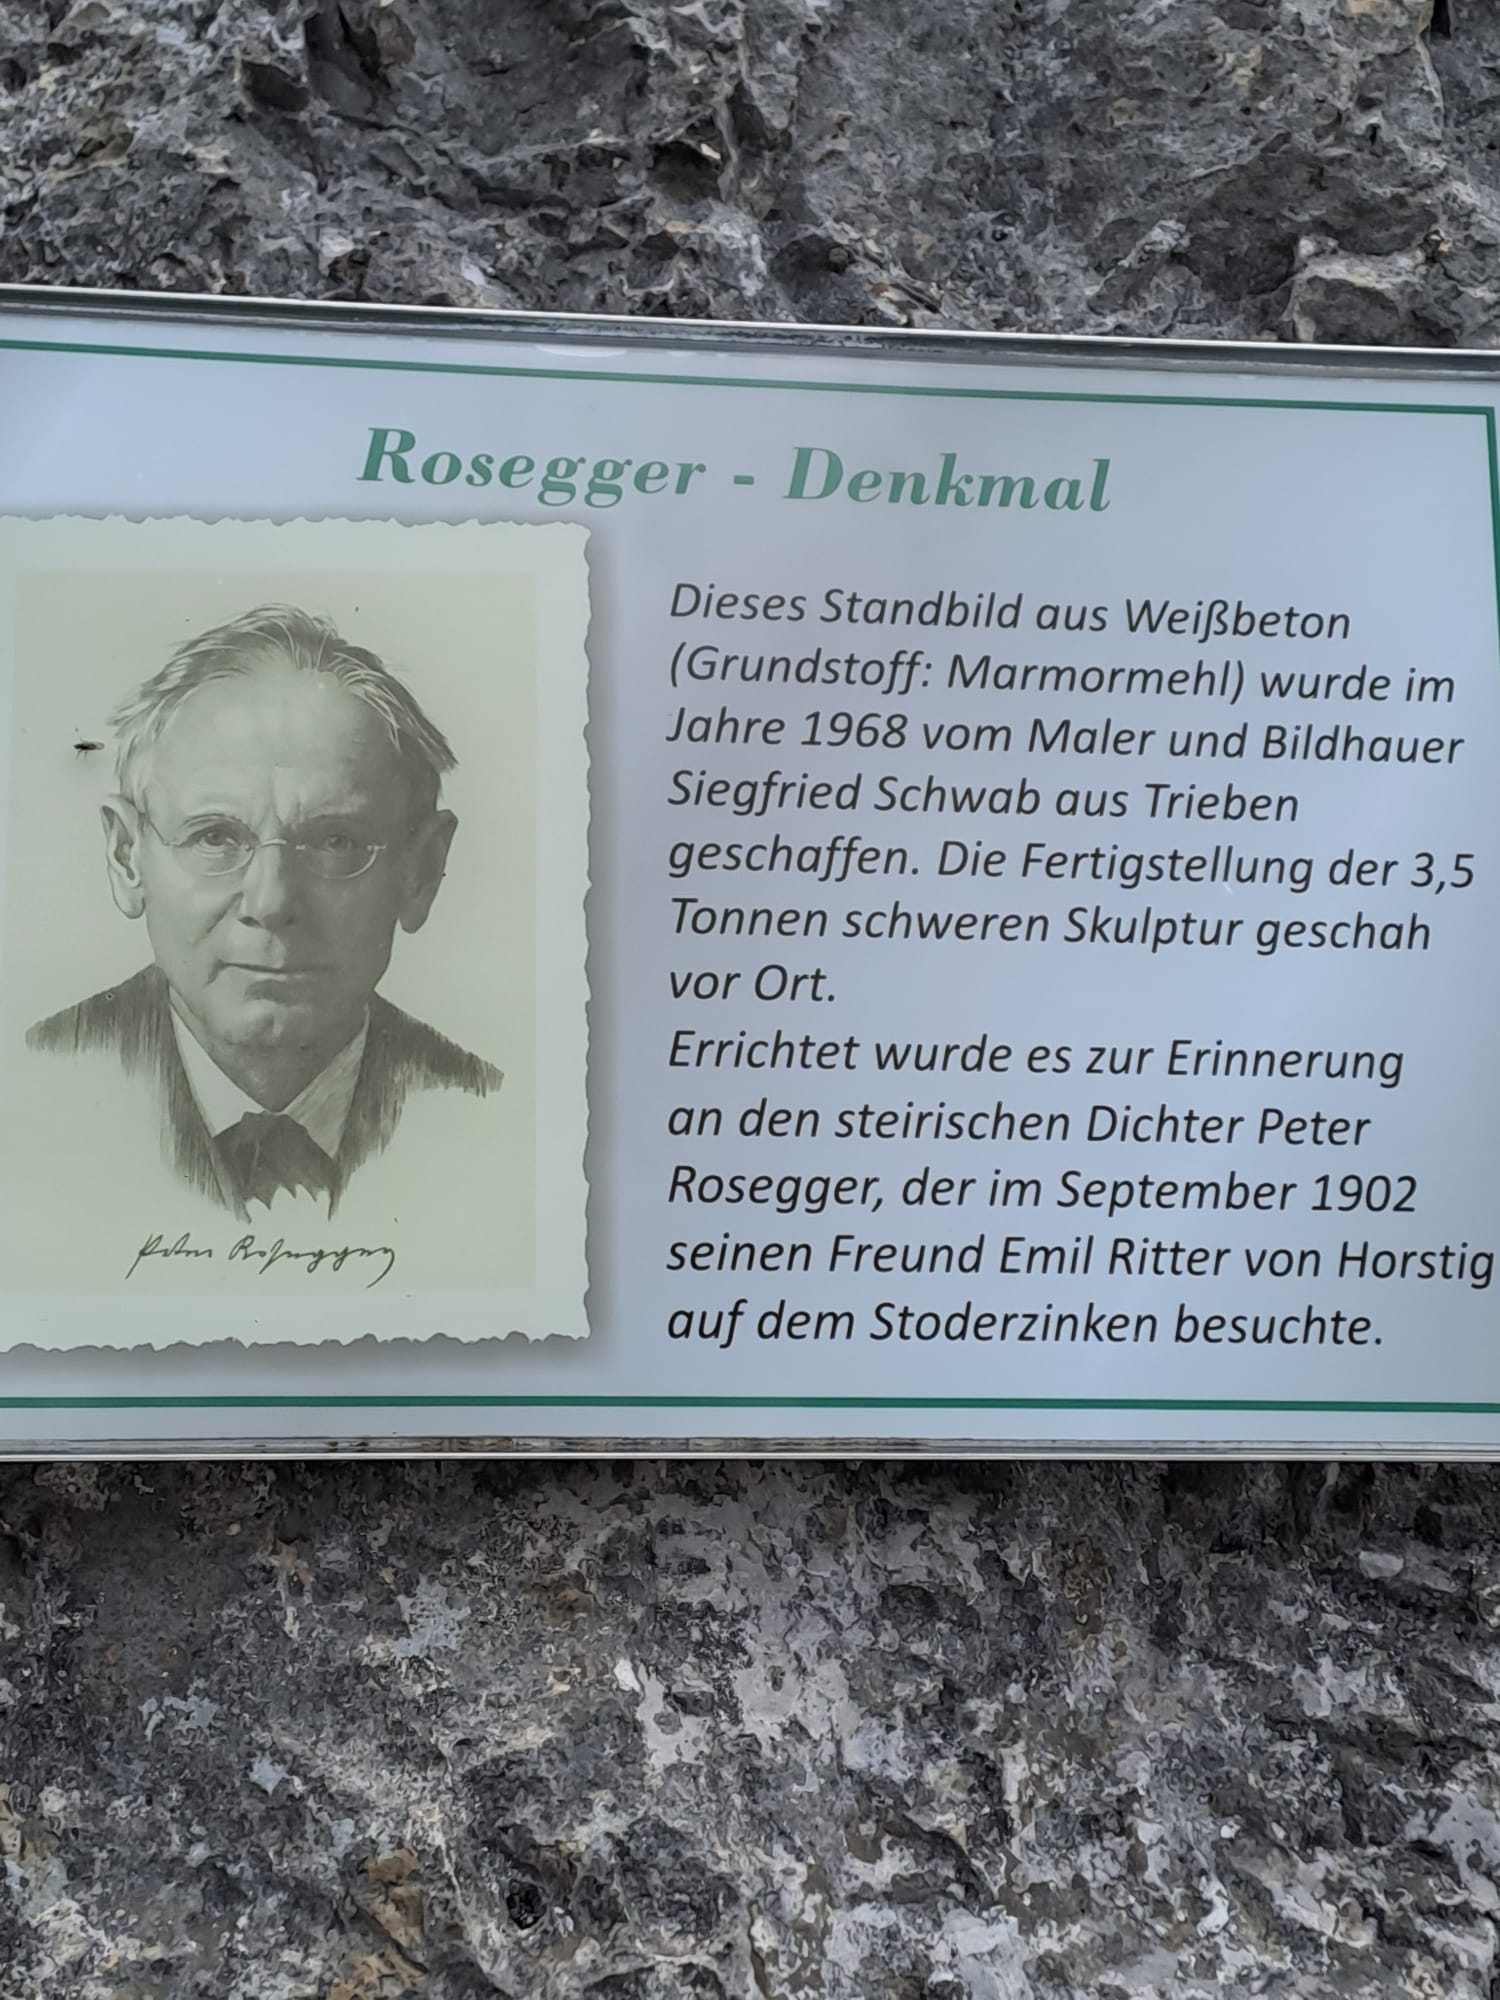 Rosegger - Denkmal
Dieses Standbild aus Weißbeton
(Grundstoff: Marmormehl) wurde im
Jahre 1968 vom Maler und Bildhauer
Siegfried Schwab aus Trieben
geschaffen. Die Fertigstellung der 3,5
Tonnen schweren Skulptur geschah
vor Ort.
Errichtet wurde es zur Erinnerung
an den steirischen Dichter Peter
Rosegger, der im September 1902
seinen Freund Emil Ritter von Horstig
auf dem Stoderzinken besuchte.
Peter Rosegger